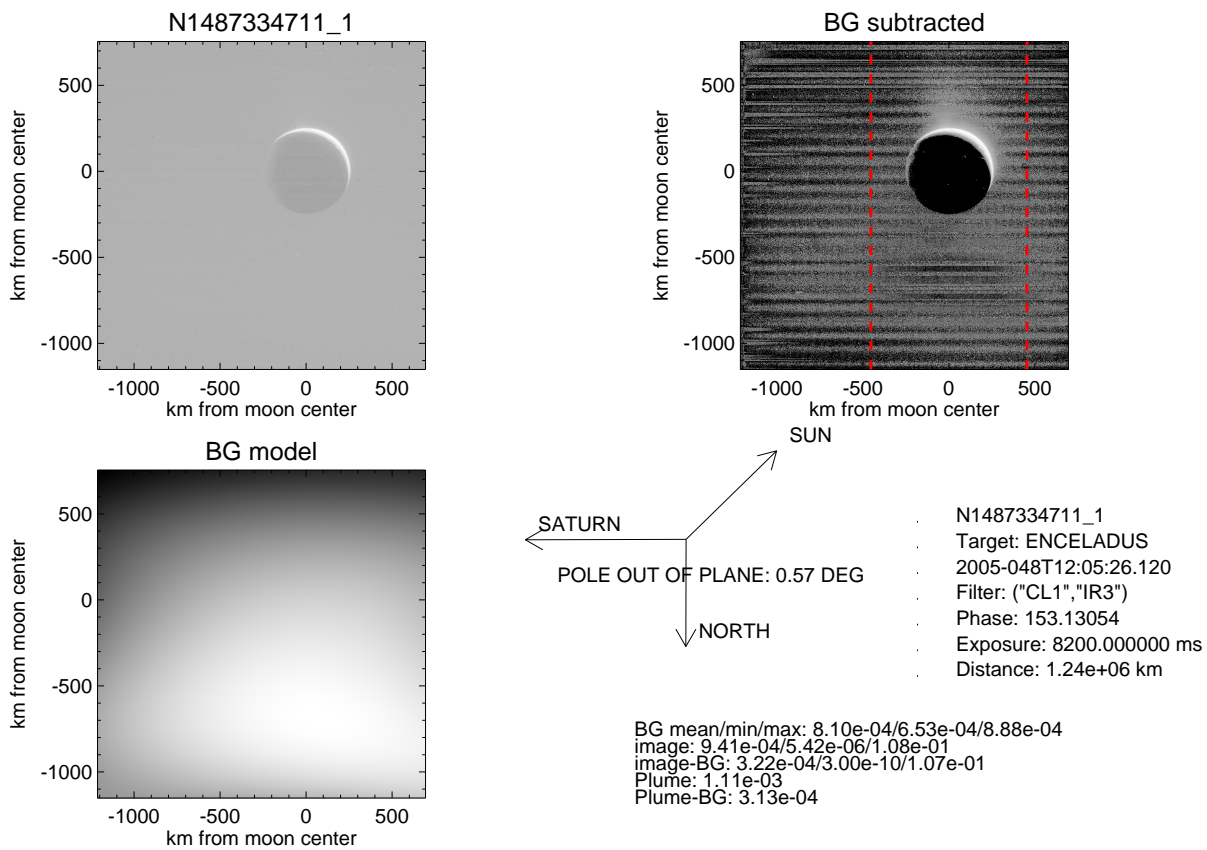 N1487334711_1
km from moon center
500
0
-500
-1000
-1000 -500 0 500
km from moon center
BG subtracted
km from moon center
500
0
-500
-1000
-1000 -500 0 500
km from moon center
BG model
km from moon center
500
0
-500
-1000
-1000 -500 0 500
km from moon center
SUN
SATURN
POLE OUT OF PLANE: 0.57 DEG
NORTH
. N1487334711_1
. Target: ENCELADUS
. 2005-048T12:05:26.120
. Filter: ("CL1","IR3")
. Phase: 153.13054
. Exposure: 8200.000000 ms
. Distance: 1.24e+06 km
BG mean/min/max: 8.10e-04/6.53e-04/8.88e-04
image: 9.41e-04/5.42e-06/1.08e-01
image-BG: 3.22e-04/3.00e-10/1.07e-01
Plume: 1.11e-03
Plume-BG: 3.13e-04